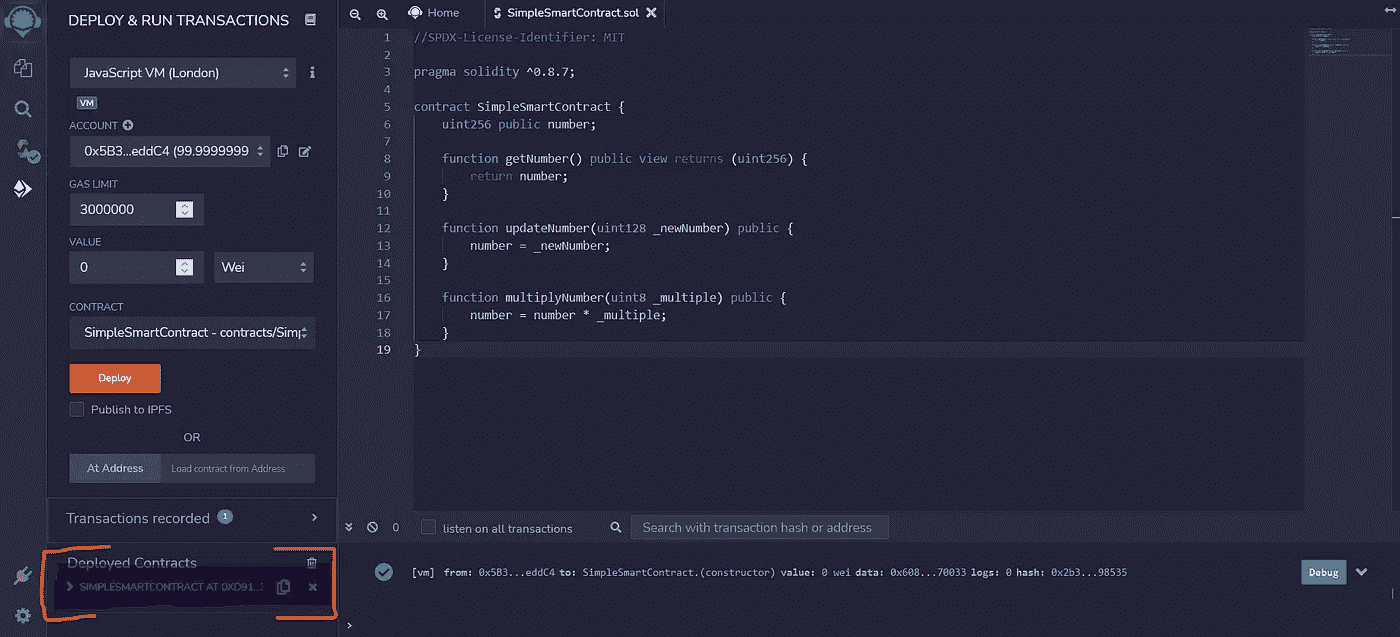 DEPLOY & RUN TRANSACTIONS
JavaScript VM (London)
VM
ACCOUNT
0x5B3...eddC4 (99.9999999
GAS LIMIT
3000000
VALUE
0
Wei
CONTRACT
SimpleSmartContract - contracts/Simp
Deploy
Publish to IPFS
OR
At Address
Load contract from Address
Transactions recorded 1
Deployed Contracts
SIMPLESMARTCONTRACT AT 0XD91...
Home
SimpleSmartContract.sol
1 //SPDX-License-Identifier: MIT
2
3 pragma solidity ^0.8.7;
4
5 contract SimpleSmartContract {
6 uint256 public number;
7
8 function getNumber() public view returns (uint256) {
9 return number;
10 }
11
12 function updateNumber(uint128 _newNumber) public {
13 number = _newNumber;
14 }
15
16 function multiplyNumber(uint8 _multiple) public {
17 number = number * _multiple;
18 }
19 }
0
listen on all transactions
Search with transaction hash or address
[vm] from: 0x5B3...eddC4 to: SimpleSmartContract.(constructor) value: 0 wei data: 0x608...70033 logs: 0 hash: 0x2b3...98535
Debug
>